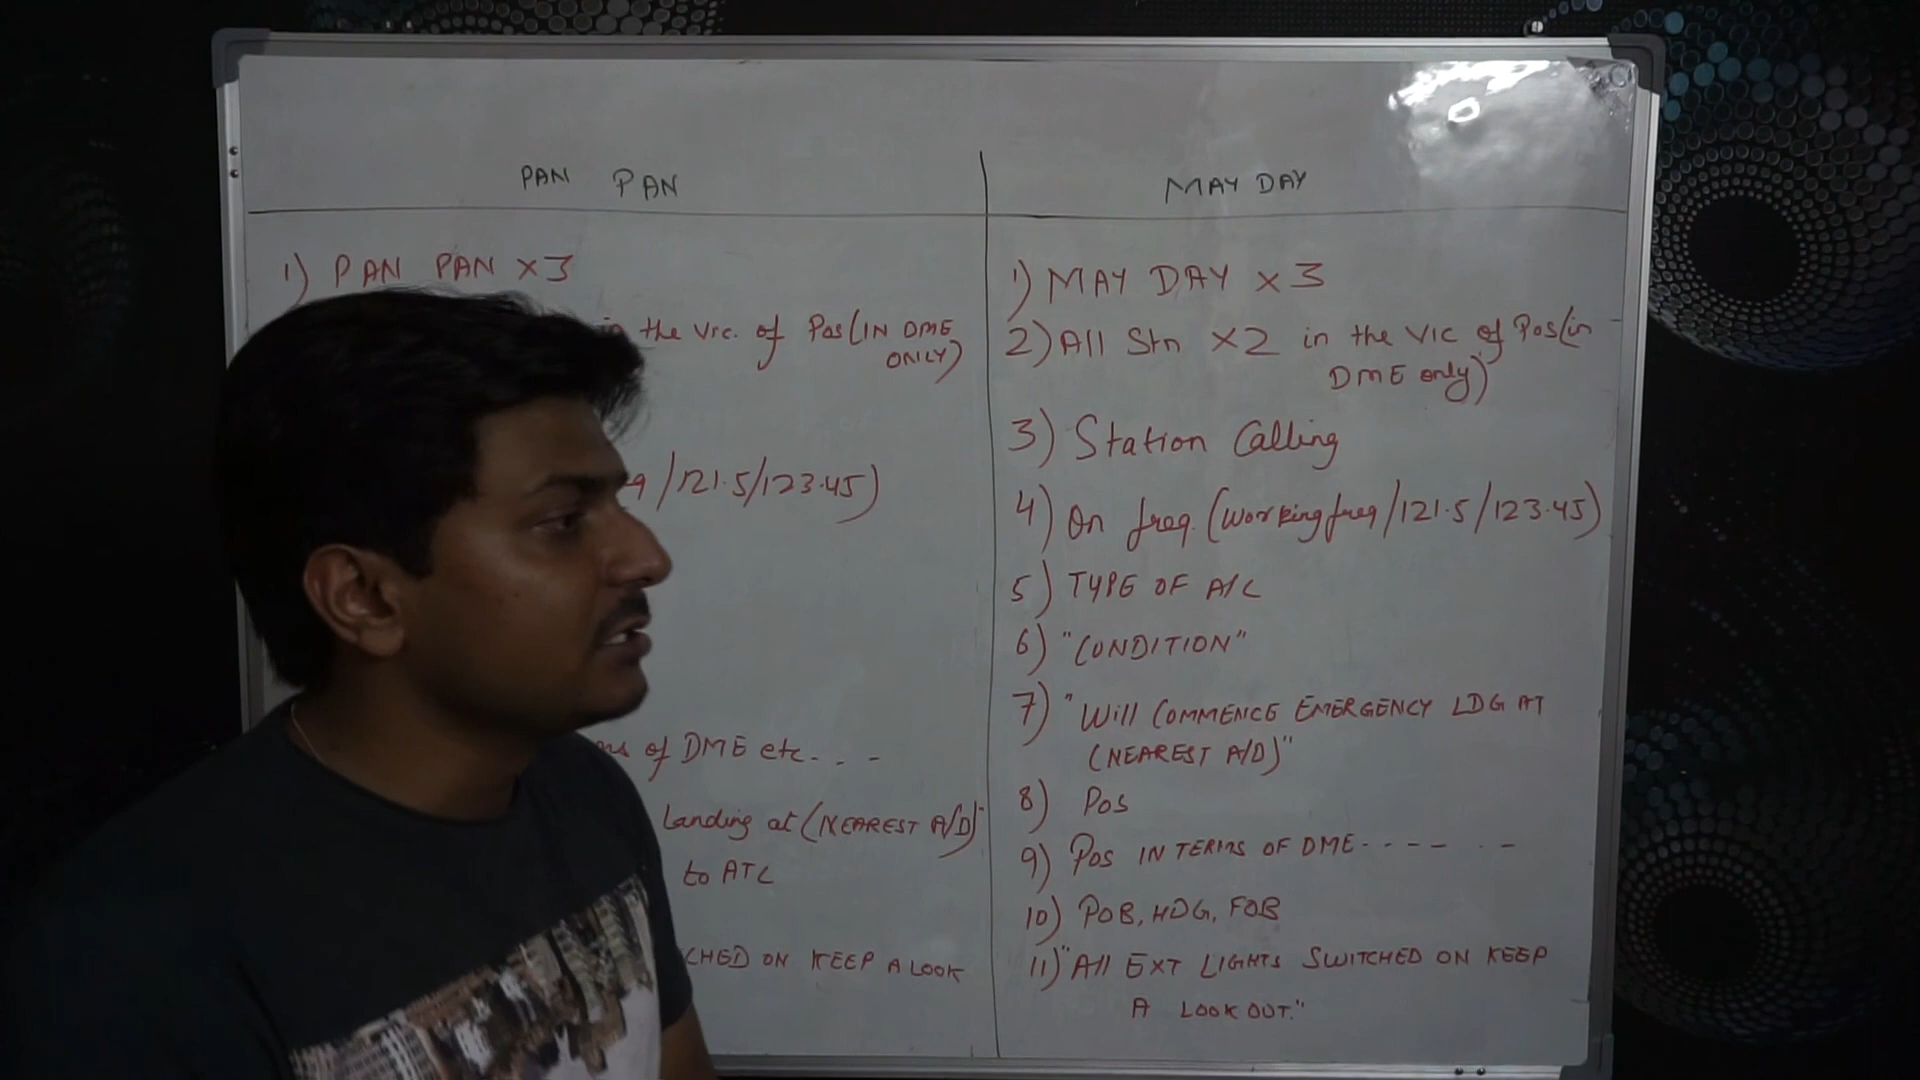 PAN PAN
1) PAN PAN x3
the Vic. of Pos (IN DME
ONLY)
/121.5/123.45)
of DME etc. - -
Landing at (NEAREST A/D)"
to ATC
CHED ON KEEP A LOOK
MAY DAY
1) MAY DAY x 3
2) All Stn x2 in the Vic of Pos (in
DME only)
3) Station Calling
4) On freq. (Working freq/121.5/123.45)
5) TYPE OF A/C
6) "CONDITION"
7) "Will COMMENCE EMERGENCY LDG AT
(NEAREST A/D)"
8) Pos
9) Pos IN TERMS OF DME - - - - - -
10) POB, HDG, FOB
11) "All EXT LIGHTS SWITCHED ON KEEP
A LOOK OUT."